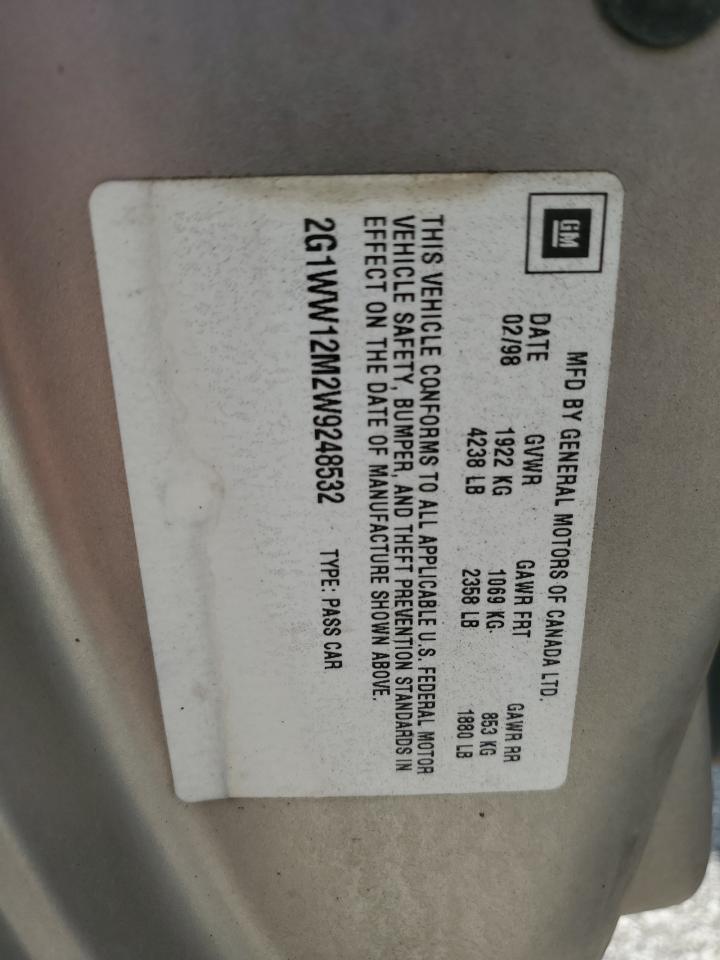 GM
MFD BY GENERAL MOTORS OF CANADA LTD.
DATE GVWR GAWR FRT GAWR RR
02/98 1922 KG 1069 KG 853 KG
4238 LB 2358 LB 1880 LB
THIS VEHICLE CONFORMS TO ALL APPLICABLE U.S. FEDERAL MOTOR
VEHICLE SAFETY, BUMPER, AND THEFT PREVENTION STANDARDS IN
EFFECT ON THE DATE OF MANUFACTURE SHOWN ABOVE.
2G1WW12M2W9248532 TYPE: PASS CAR